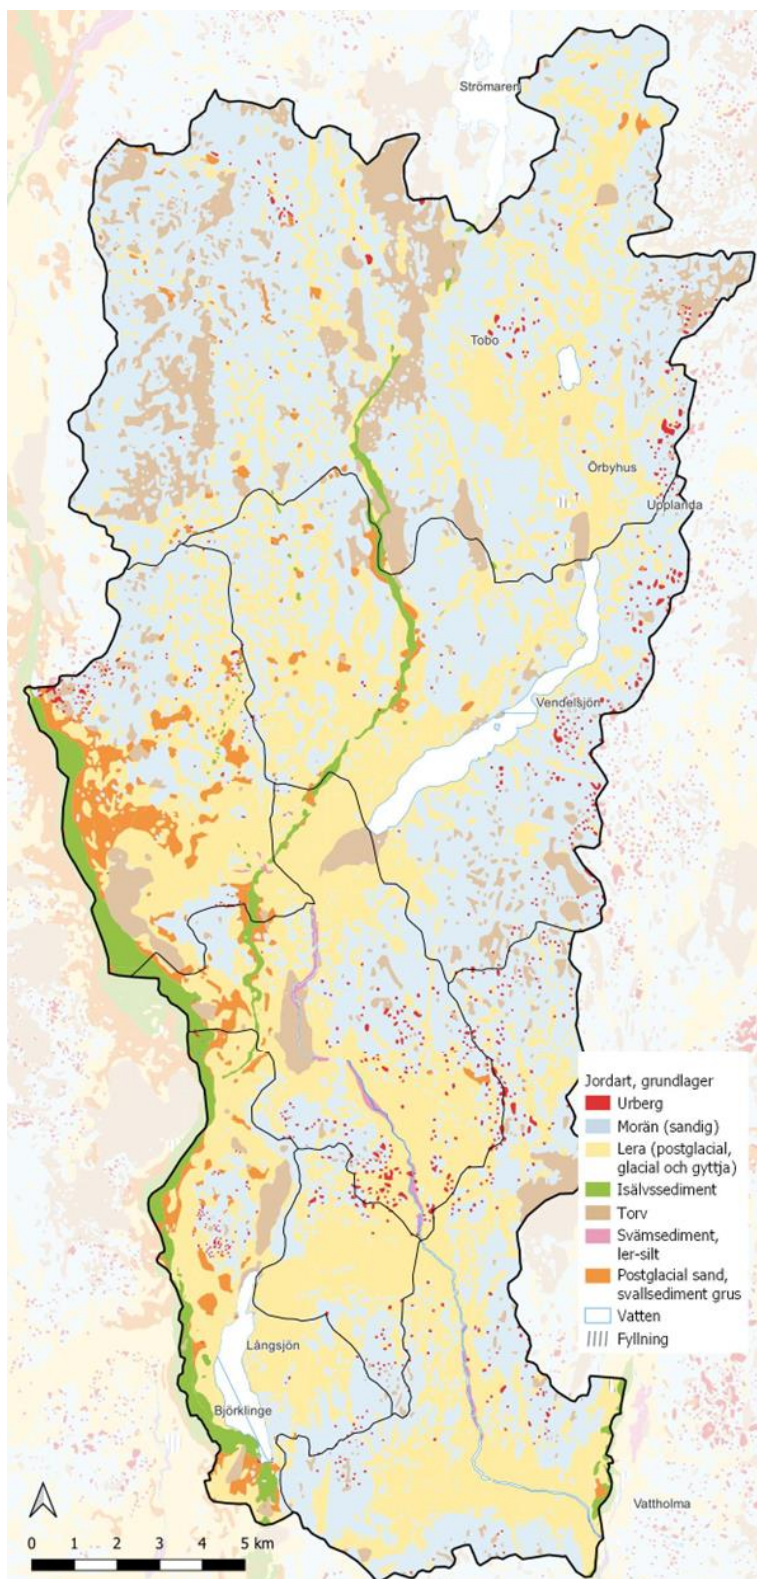 Strömaren
Tobo
Örbyhus
Upplanda
Vendelsjön
Jordart, grundlager
Urberg
Morän (sandig)
Lera (postglacial,
glacial och gyttja)
Isälvssediment
Torv
Svämsediment,
ler-silt
Postglacial sand,
svallsediment grus
Vatten
Fyllning
Långsjön
Björklinge
Vattholma
0 1 2 3 4 5 km